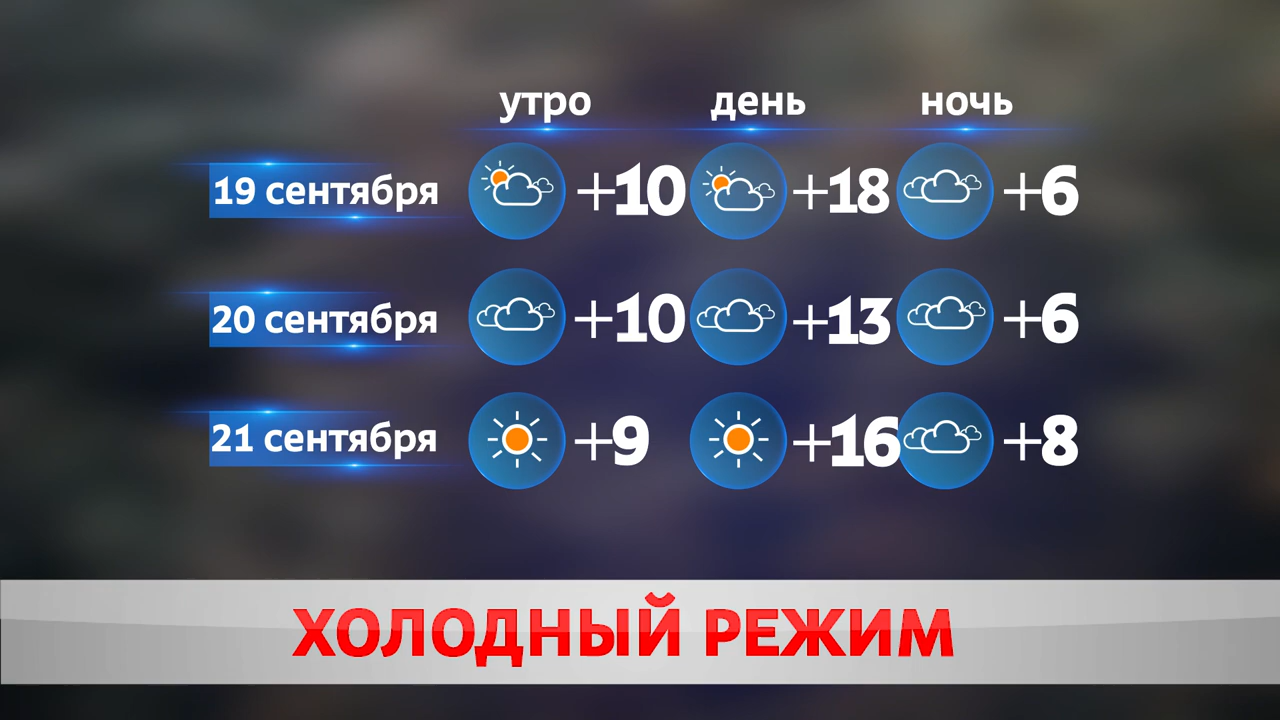 утро день ночь
19 сентября +10 +18 +6
20 сентября +10 +13 +6
21 сентября +9 +16 +8
ХОЛОДНЫЙ РЕЖИМ